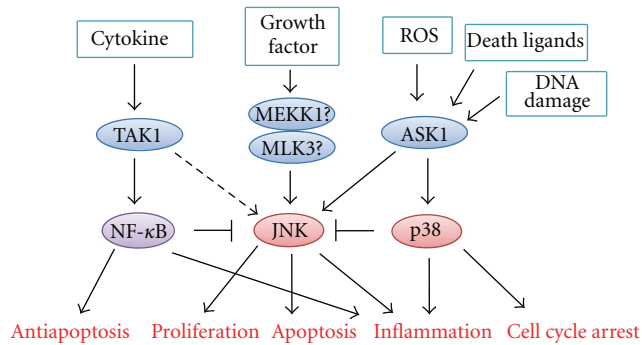 Cytokine
Growth
factor
ROS
Death ligands
DNA
damage
MEKK1?
MLK3?
TAK1
ASK1
NF-κB
JNK
p38
Antiapoptosis
Proliferation
Apoptosis
Inflammation
Cell cycle arrest